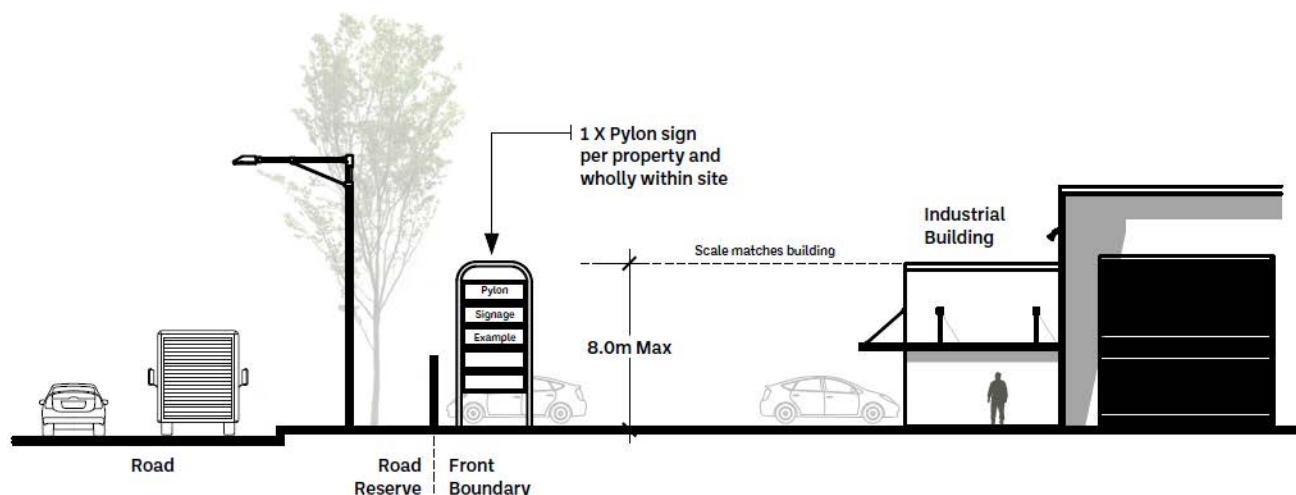 1 X Pylon sign
per property and
wholly within site
Industrial
Building
Scale matches building
Pylon
Signage
Example
8.0m Max
Road
Road
Reserve
Front
Boundary